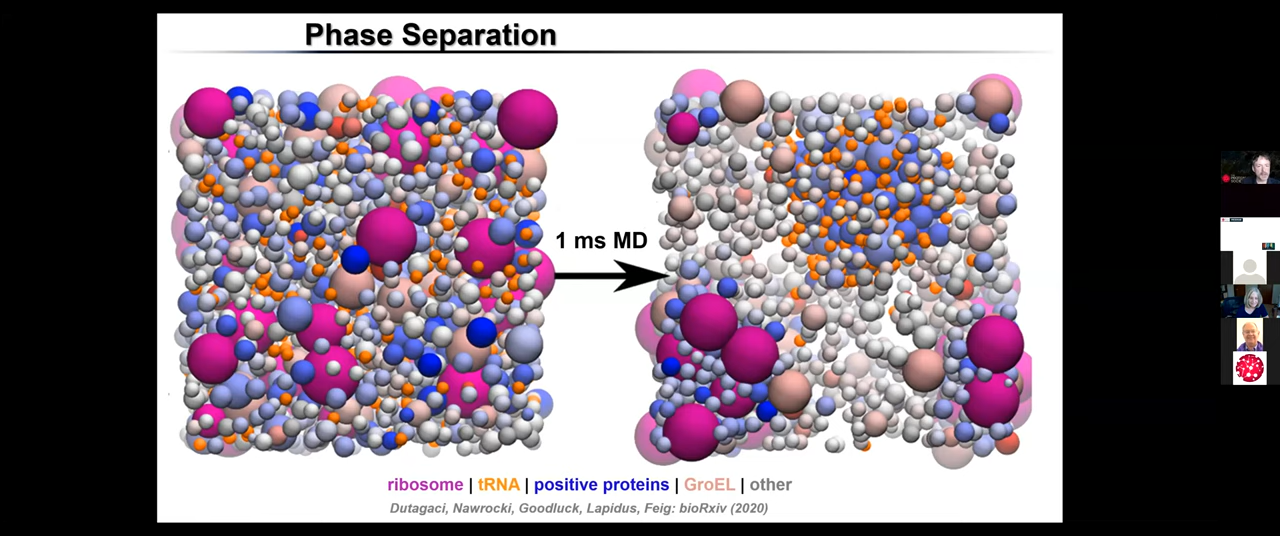 Phase Separation
1 ms MD
ribosome | tRNA | positive proteins | GroEL | other
Dutagaci, Nawrocki, Goodluck, Lapidus, Feig: bioRxiv (2020)